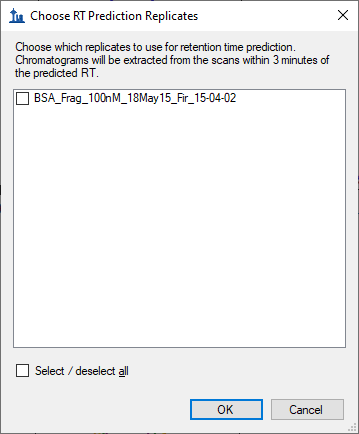 Choose RT Prediction Replicates
Choose which replicates to use for retention time prediction.
Chromatograms will be extracted from the scans within 3 minutes of
the predicted RT.
BSA_Frag_100nM_18May15_Fir_15-04-02
Select / deselect all
OK
Cancel